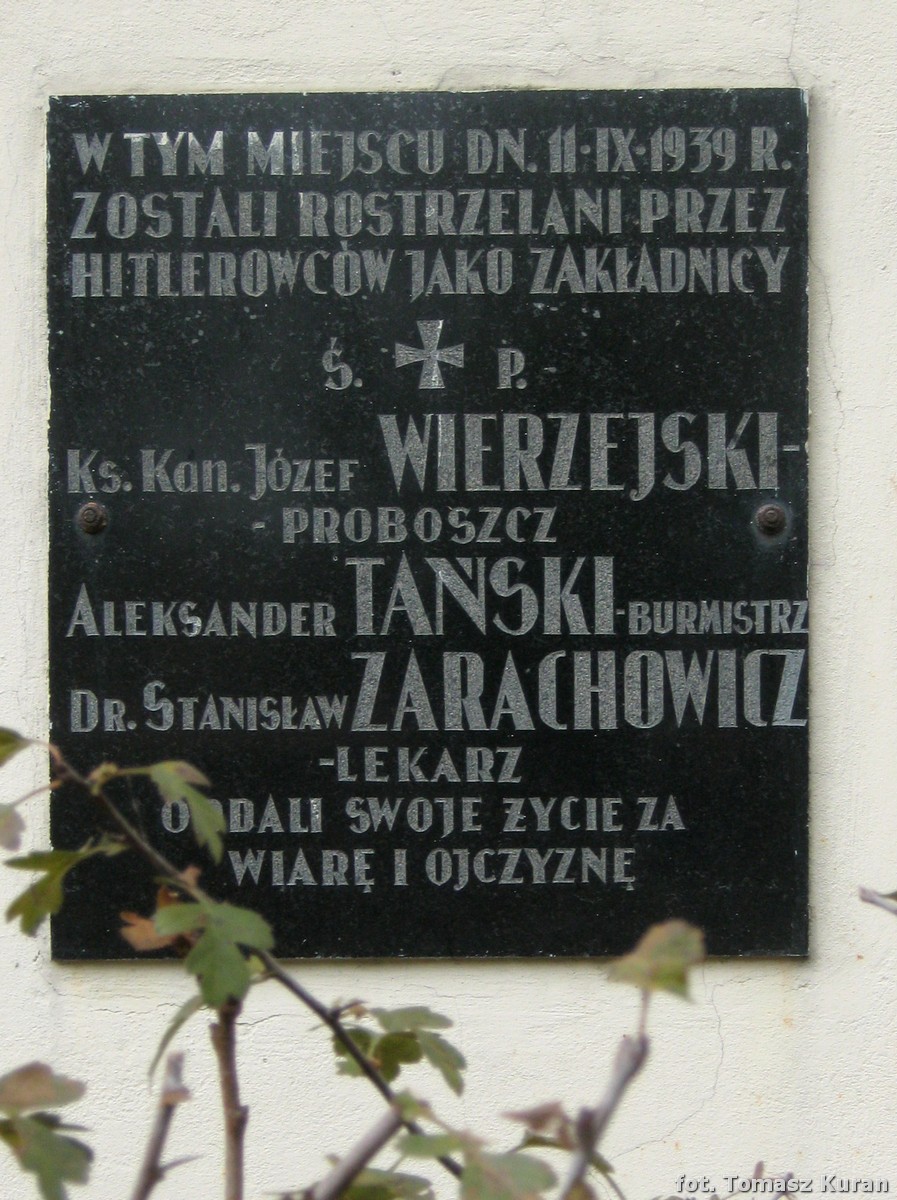 W TYM MIEJSCU DN. 11·IX·1939 R.
ZOSTALI ROSTRZELANI PRZEZ
HITLEROWCÓW JAKO ZAKŁADNICY
Ś. P.
Ks. Kan. Józef WIERZEJSKI-
-PROBOSZCZ
ALEKSANDER TAŃSKI-BURMISTRZ
DR. STANISŁAW ZARACHOWICZ
-LEKARZ
ODDALI SWOJE ŻYCIE ZA
WIARĘ I OJCZYZNĘ
fot. Tomasz Kuran